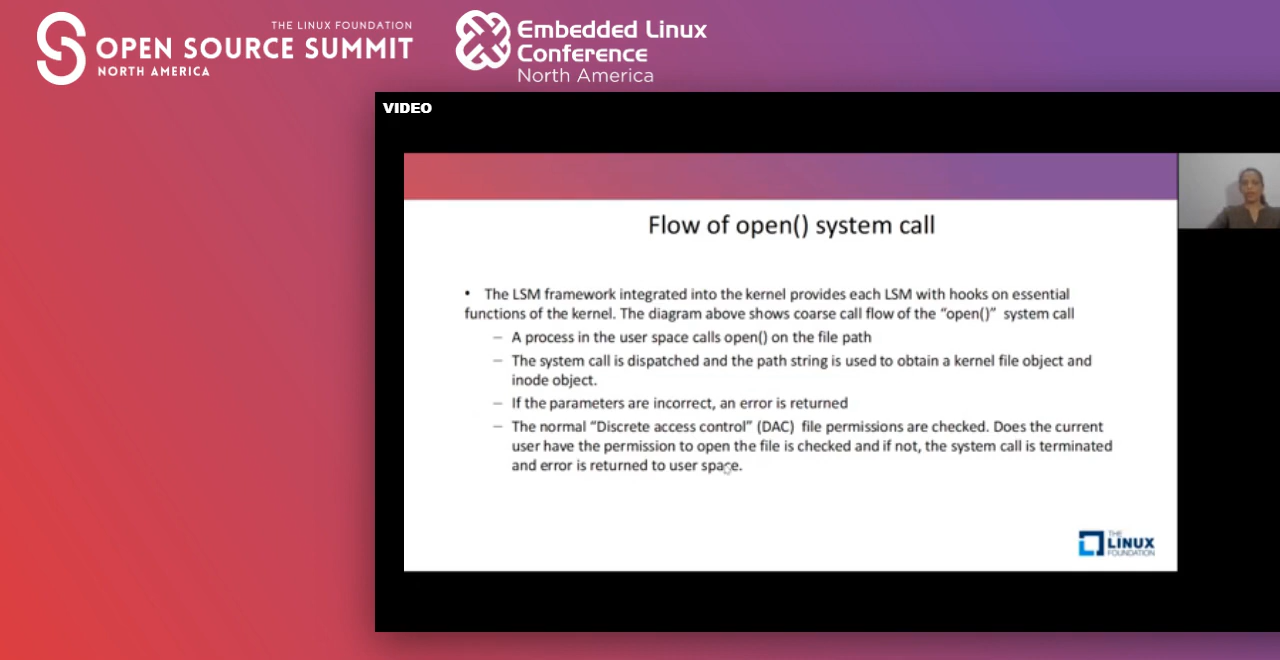 THE LINUX FOUNDATION
OPEN SOURCE SUMMIT
NORTH AMERICA
Embedded Linux
Conference
North America
VIDEO
Flow of open() system call
• The LSM framework integrated into the kernel provides each LSM with hooks on essential
functions of the kernel. The diagram above shows coarse call flow of the “open()” system call
– A process in the user space calls open() on the file path
– The system call is dispatched and the path string is used to obtain a kernel file object and
inode object.
– If the parameters are incorrect, an error is returned
– The normal “Discrete access control” (DAC) file permissions are checked. Does the current
user have the permission to open the file is checked and if not, the system call is terminated
and error is returned to user space.
THE
LINUX
FOUNDATION